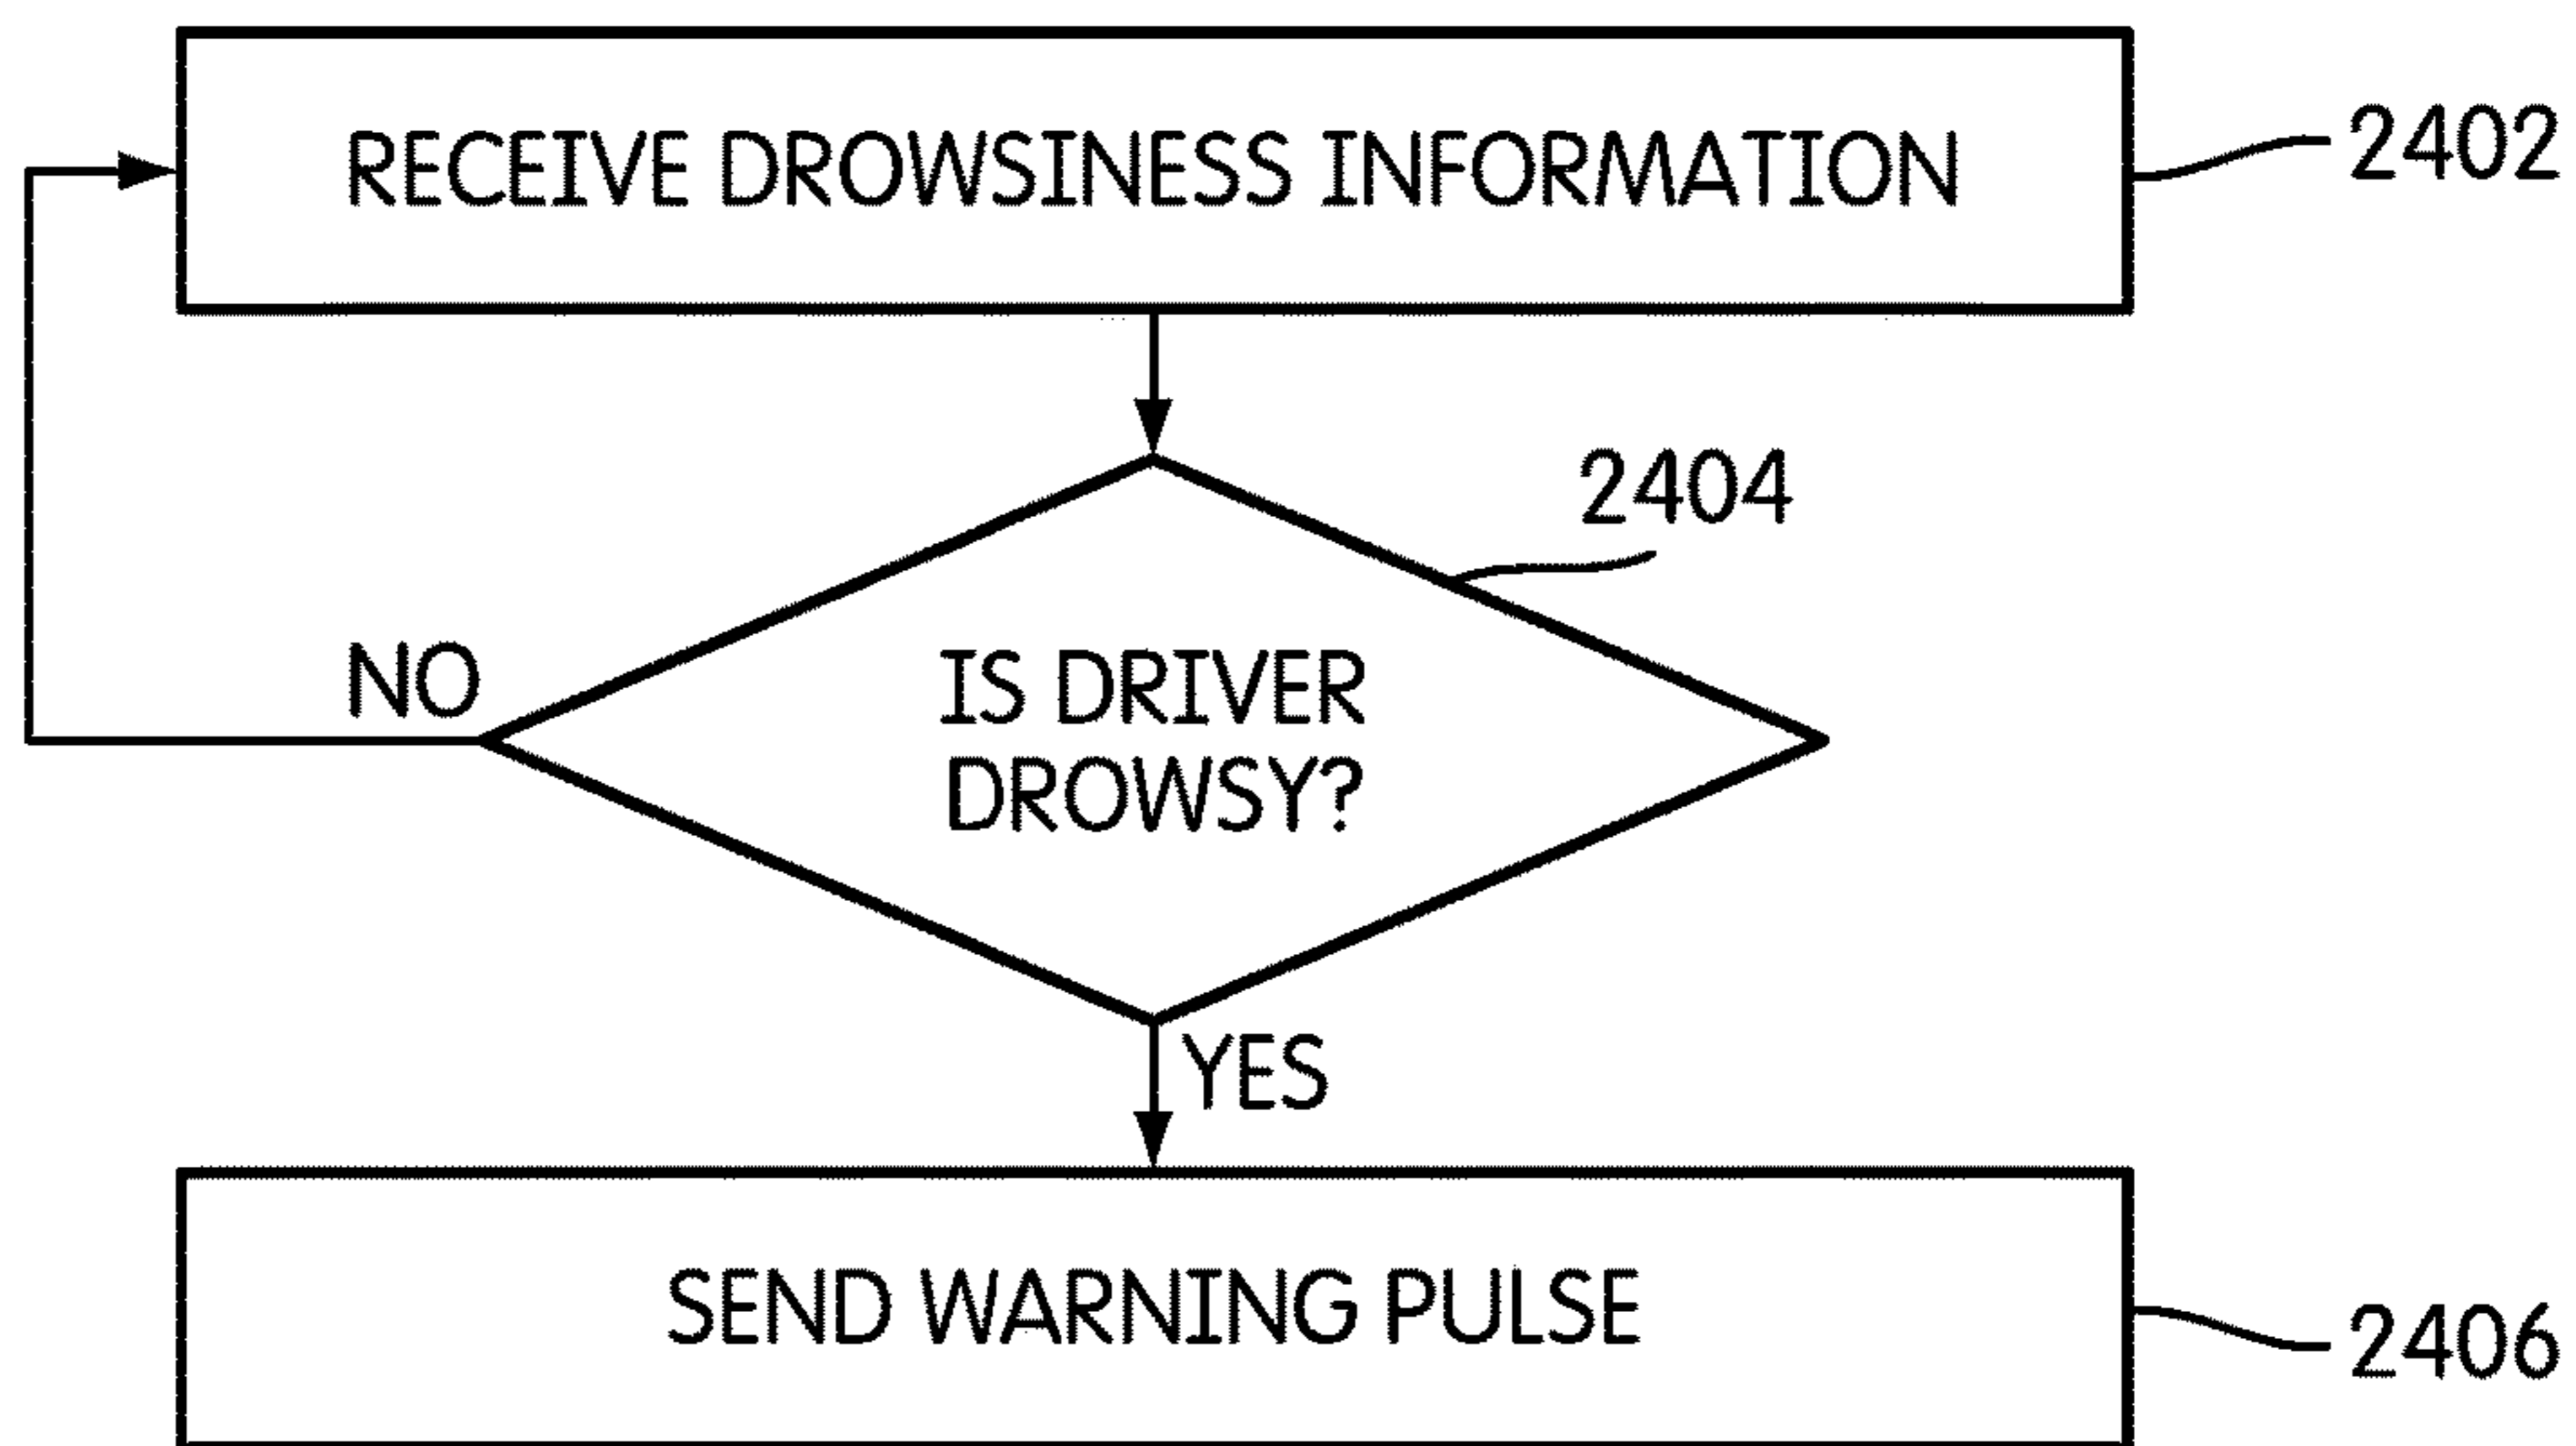 RECEIVE DROWSINESS INFORMATION
2402
2404
IS DRIVER
DROWSY?
NO
YES
SEND WARNING PULSE
2406